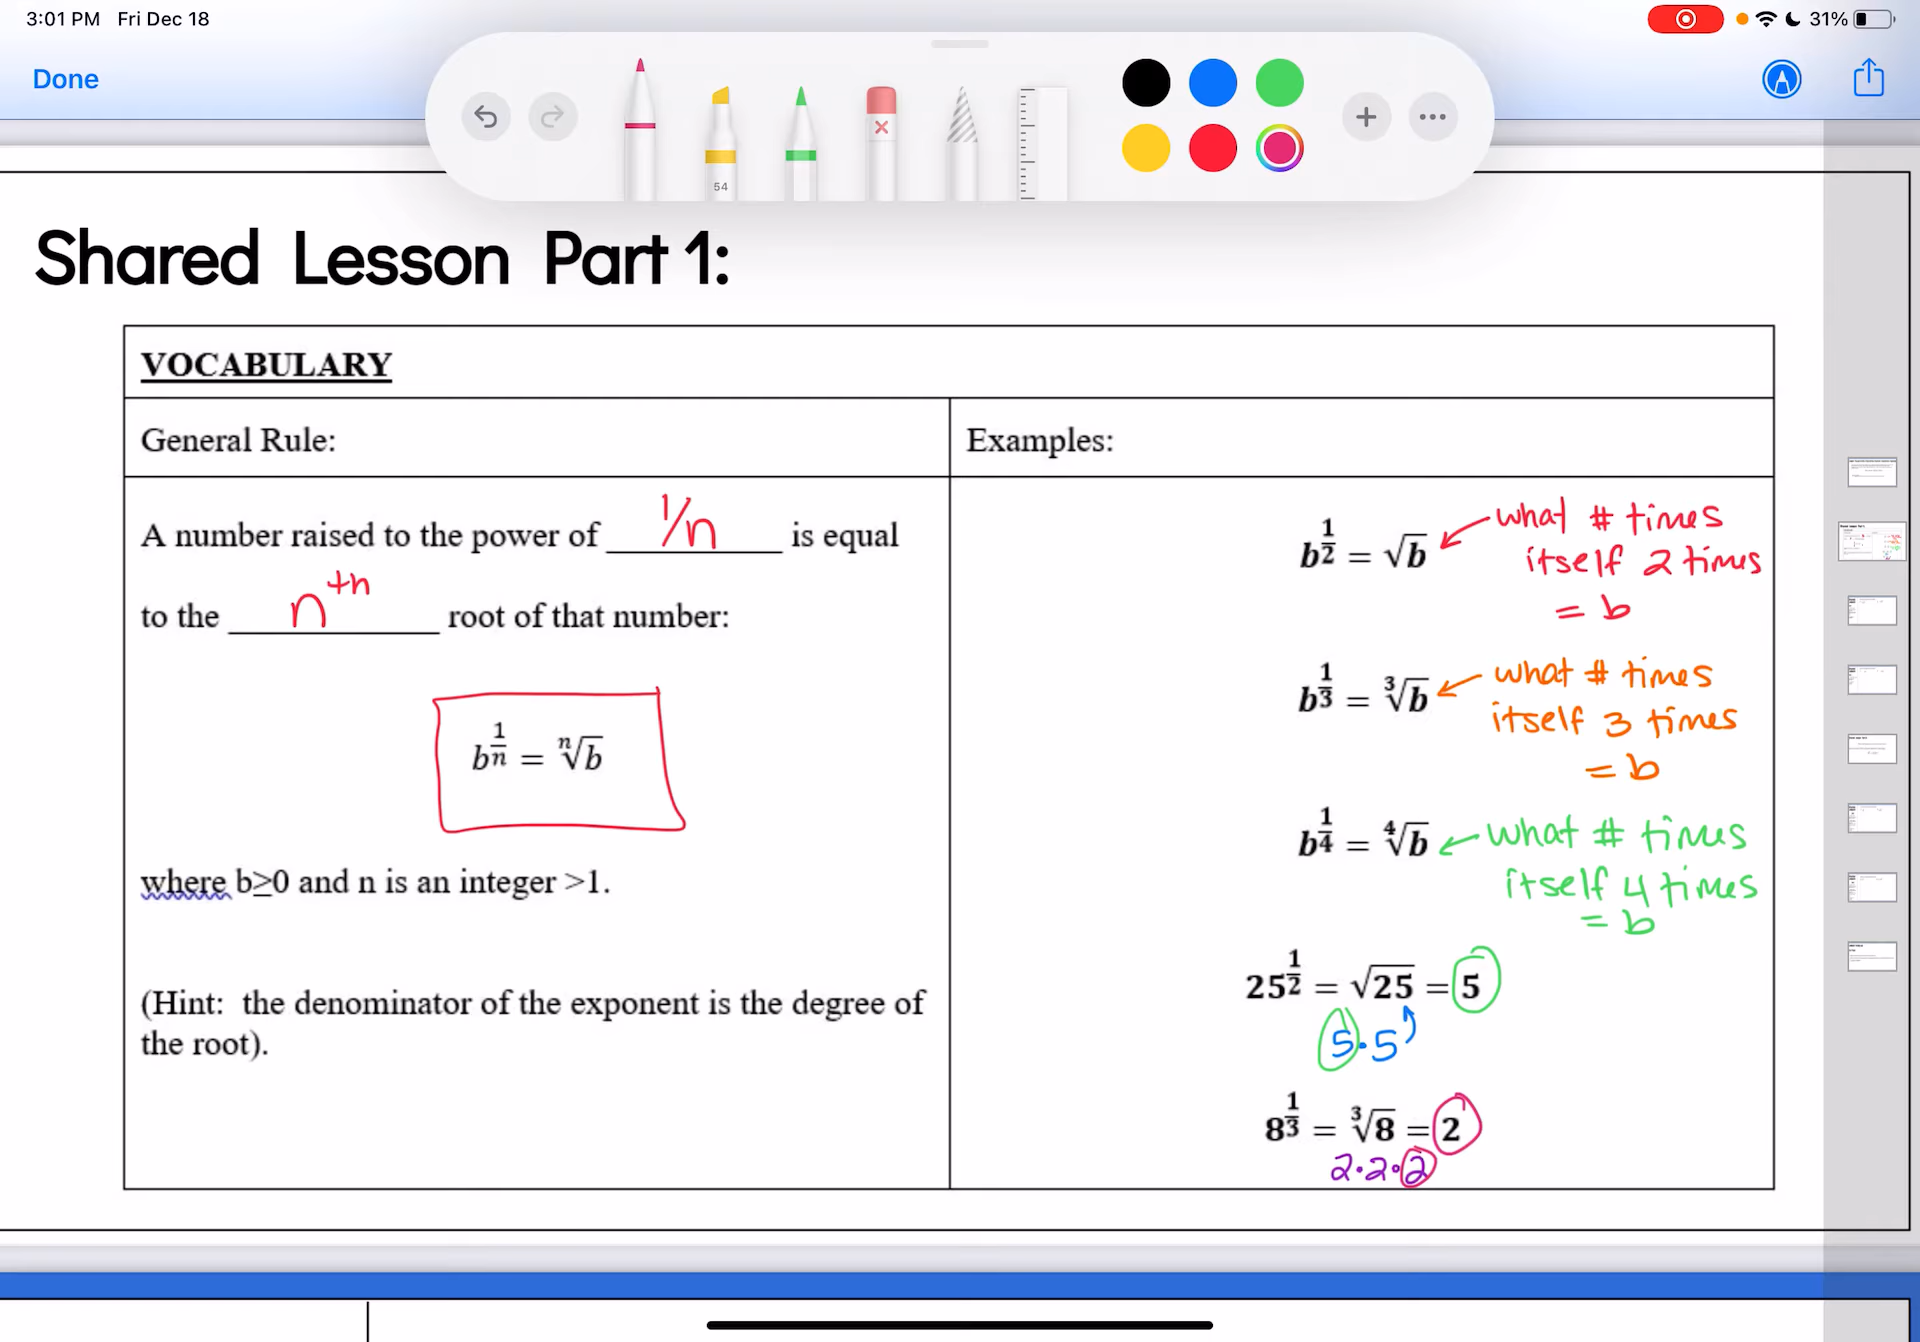 3:01 PM Fri Dec 18
31%
Done
54
Shared Lesson Part 1:
VOCABULARY
General Rule:
Examples:
A number raised to the power of 1/n is equal
to the n^th root of that number:
b^(1/n) = ⁿ√b
where b≥0 and n is an integer >1.
(Hint: the denominator of the exponent is the degree of
the root).
b^(1/2) = √b
what # times
itself 2 times
= b
b^(1/3) = ³√b
what # times
itself 3 times
= b
b^(1/4) = ⁴√b
what # times
itself 4 times
= b
25^(1/2) = √25 = 5
5·5
8^(1/3) = ³√8 = 2
2·2·2